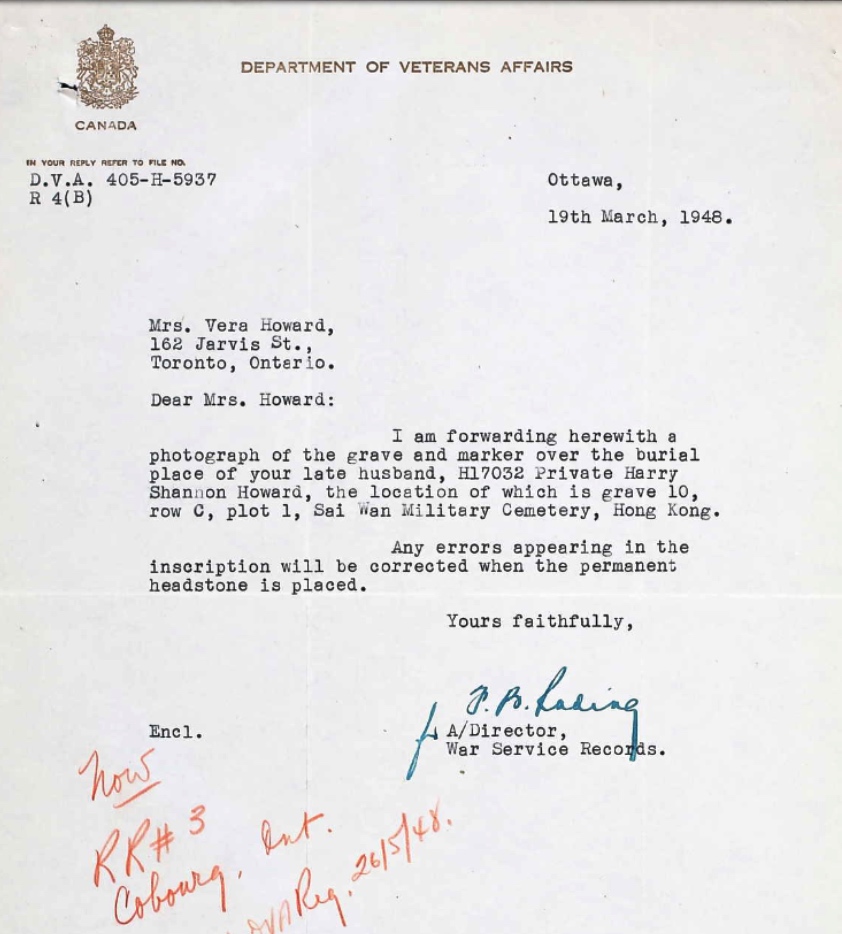 DEPARTMENT OF VETERANS AFFAIRS
CANADA
IN YOUR REPLY REFER TO FILE NO.
D.V.A. 405-H-5937
R 4(B)
Ottawa,
19th March, 1948.
Mrs. Vera Howard,
162 Jarvis St.,
Toronto, Ontario.
Dear Mrs. Howard:
I am forwarding herewith a
photograph of the grave and marker over the burial
place of your late husband, H17032 Private Harry
Shannon Howard, the location of which is grave 10,
row C, plot 1, Sai Wan Military Cemetery, Hong Kong.
Any errors appearing in the
inscription will be corrected when the permanent
headstone is placed.
Yours faithfully,
Encl.
A/Director,
War Service Records.
Now
RR# 3
Cobourg, Ont.
DVA Reg. 26/5/48.